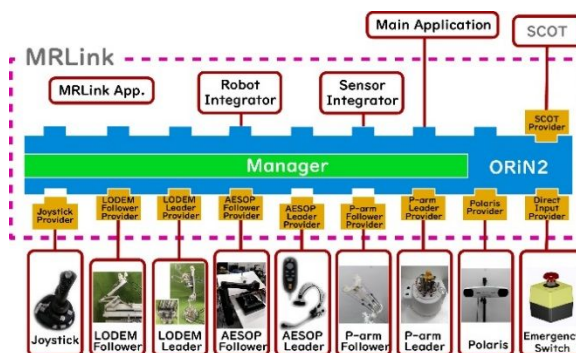 Main Application
SCOT
MRLink
MRLink App.
Robot
Integrator
Sensor
Integrator
SCOT
Provider
Manager
ORiN2
Joystick
Provider
LODEM
Follower
Provider
LODEM
Leader
Provider
AESOP
Follower
Provider
AESOP
Leader
Provider
P-arm
Follower
Provider
P-arm
Leader
Provider
Polaris
Provider
Direct
Input
Provider
Joystick
LODEM
Follower
LODEM
Leader
AESOP
Follower
AESOP
Leader
P-arm
Follower
P-arm
Leader
Polaris
Emergency
Switch